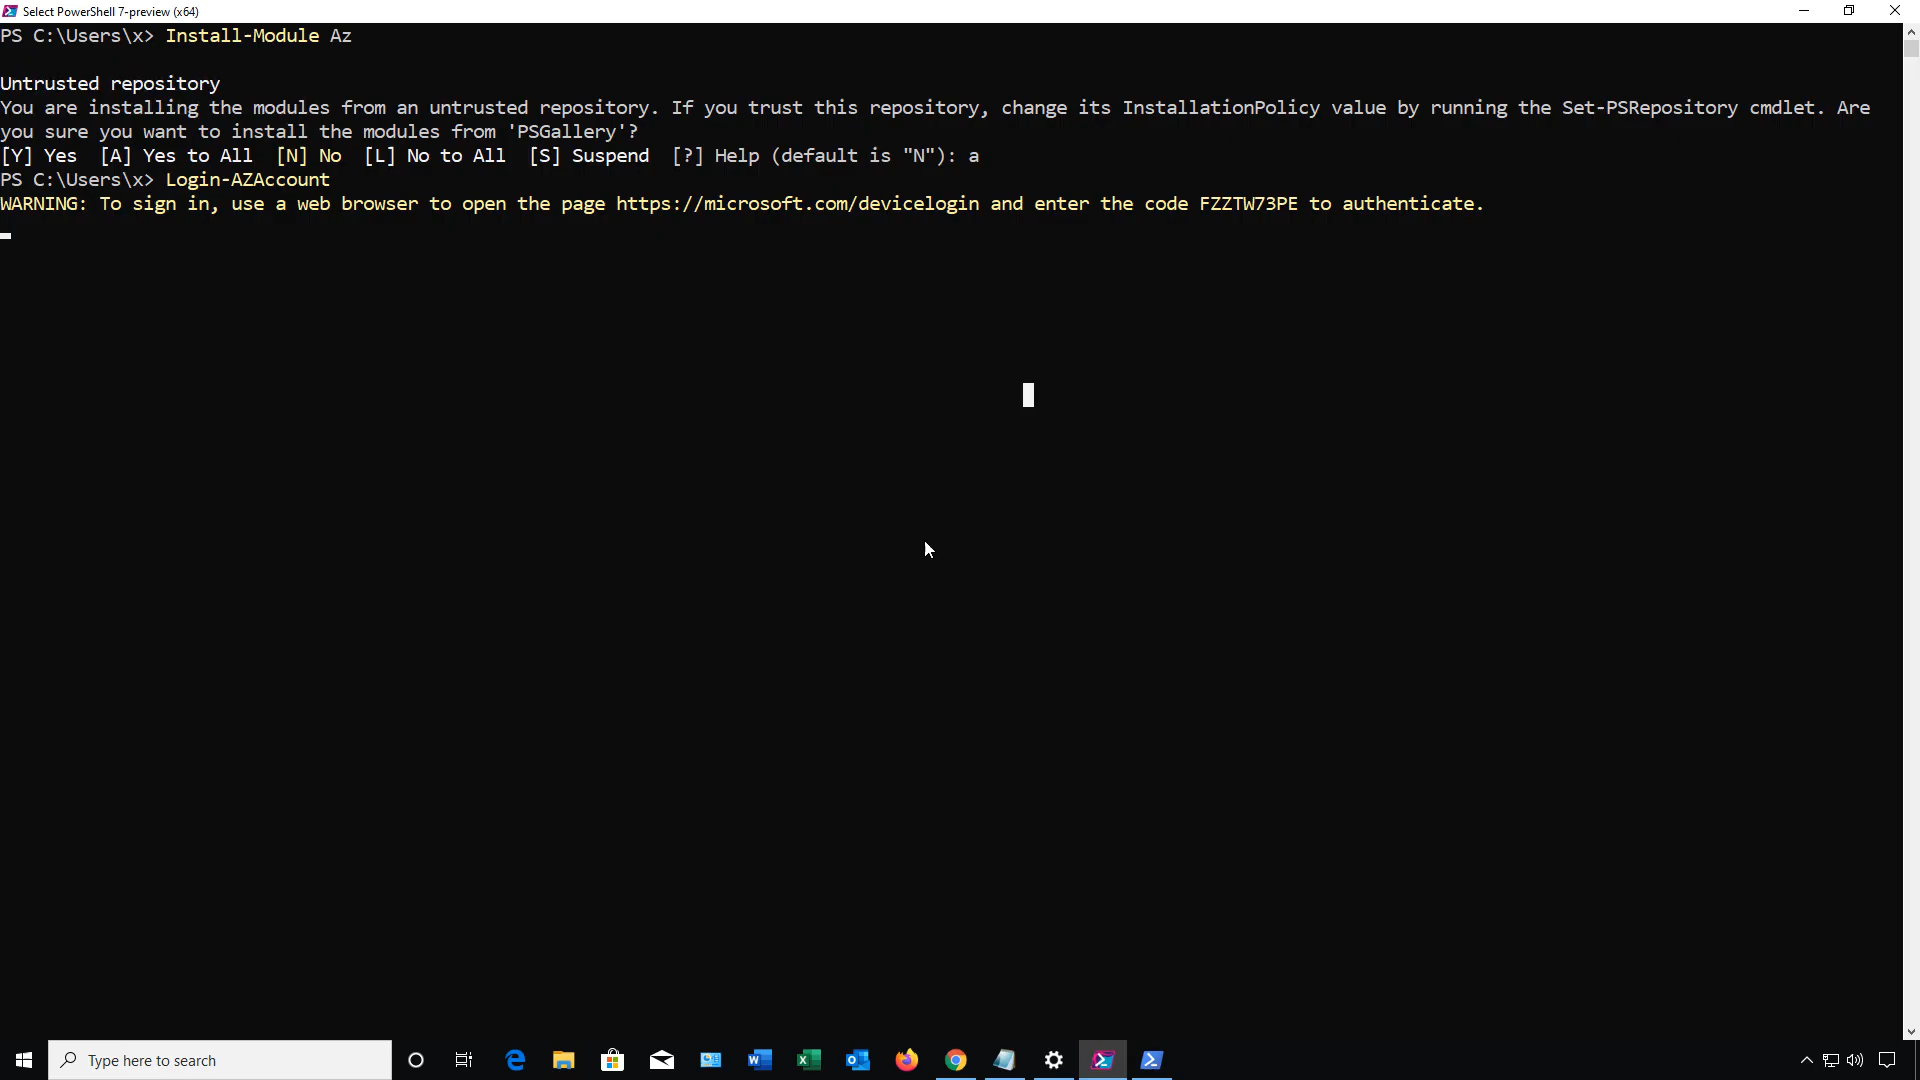 Select PowerShell 7-preview (x64)
PS C:\Users\x> Install-Module Az
Untrusted repository
You are installing the modules from an untrusted repository. If you trust this repository, change its InstallationPolicy value by running the Set-PSRepository cmdlet. Are
you sure you want to install the modules from 'PSGallery'?
[Y] Yes  [A] Yes to All  [N] No  [L] No to All  [S] Suspend  [?] Help (default is "N"): a
PS C:\Users\x> Login-AZAccount
WARNING: To sign in, use a web browser to open the page https://microsoft.com/devicelogin and enter the code FZZTW73PE to authenticate.
Type here to search